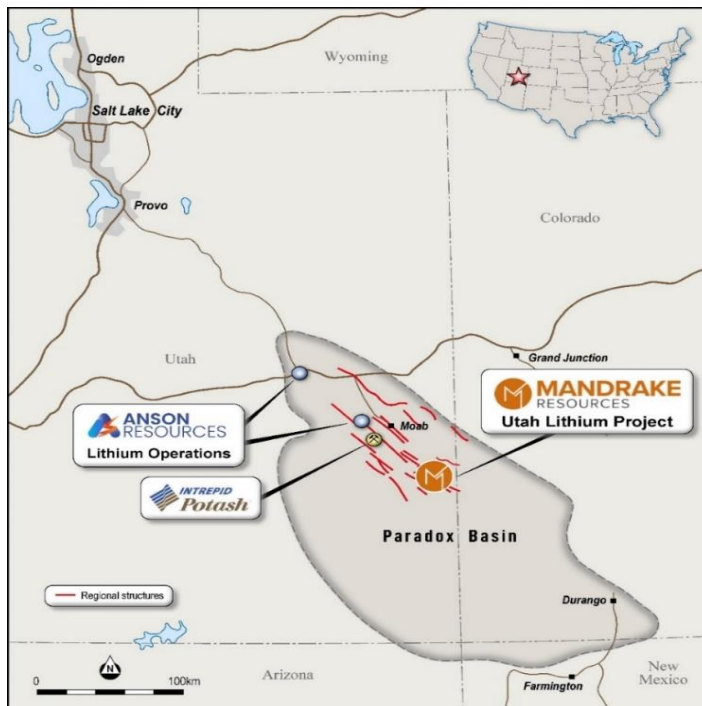 Ogden
Wyoming
Salt Lake City
Provo
Colorado
Utah
Grand Junction
MANDRAKE
RESOURCES
Utah Lithium Project
ANSON
RESOURCES
Lithium Operations
Moab
M
INTREPID
Potash
Paradox Basin
Regional structures
Durango
N
0
100km
Arizona
New
Mexico
Farmington